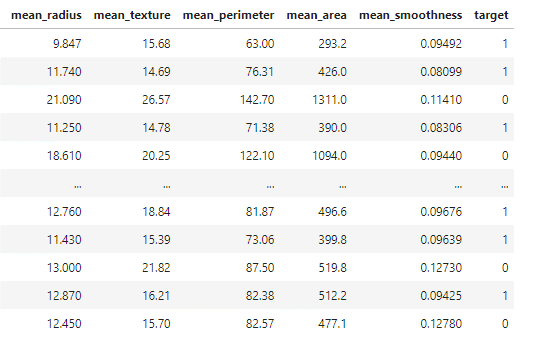 mean_radius mean_texture mean_perimeter mean_area mean_smoothness target
9.847 15.68 63.00 293.2 0.09492 1
11.740 14.69 76.31 426.0 0.08099 1
21.090 26.57 142.70 1311.0 0.11410 0
11.250 14.78 71.38 390.0 0.08306 1
18.610 20.25 122.10 1094.0 0.09440 0
... ... ... ... ... ...
12.760 18.84 81.87 496.6 0.09676 1
11.430 15.39 73.06 399.8 0.09639 1
13.000 21.82 87.50 519.8 0.12730 0
12.870 16.21 82.38 512.2 0.09425 1
12.450 15.70 82.57 477.1 0.12780 0